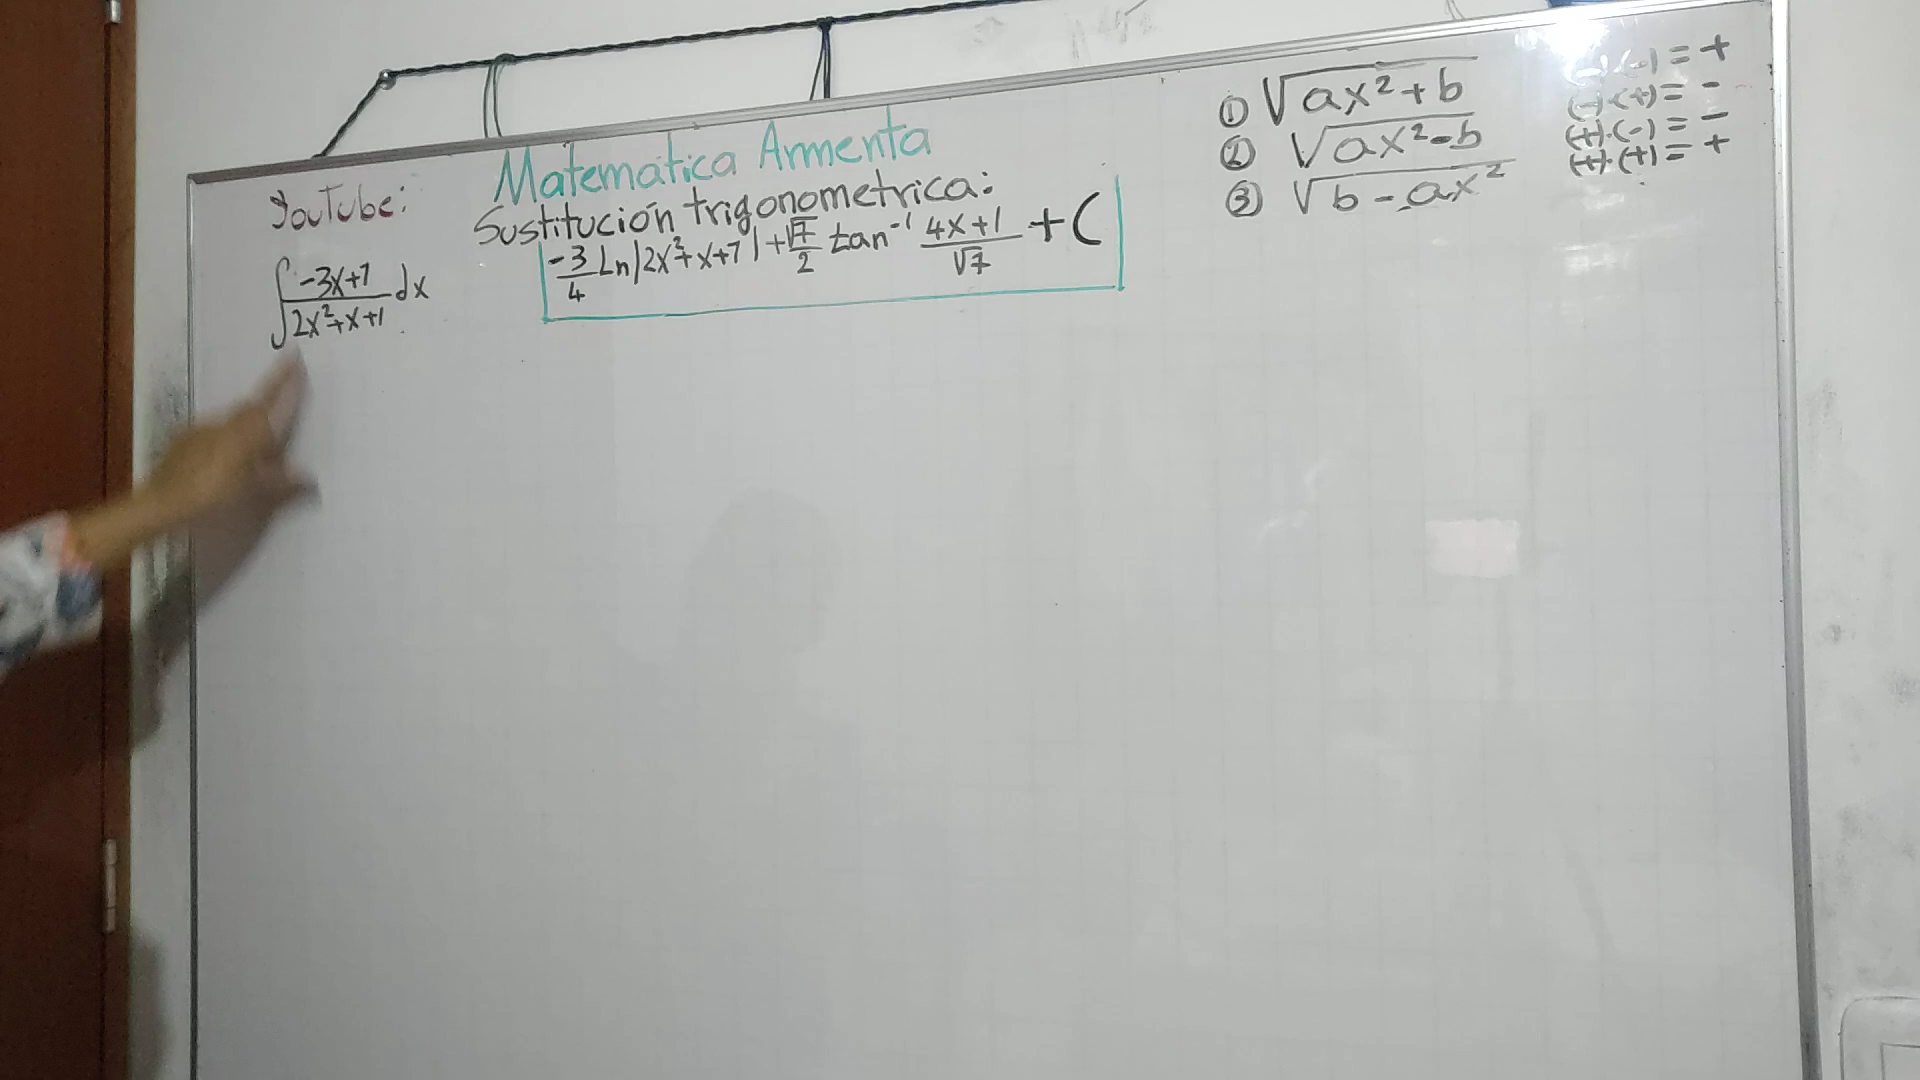 Matematica Armenta
YouTube:
Sustitución trigonometrica:
∫ -3x+1/2x²+x+1 dx
-3/4 Ln|2x²+x+7| + √7/2 tan⁻¹ 4x+1/√7 + C
① √ax²+b
② √ax²-b
③ √b-ax²
(-)·(-)=+
(-)·(+)=-
(+)·(-)=-
(+)·(+)=+